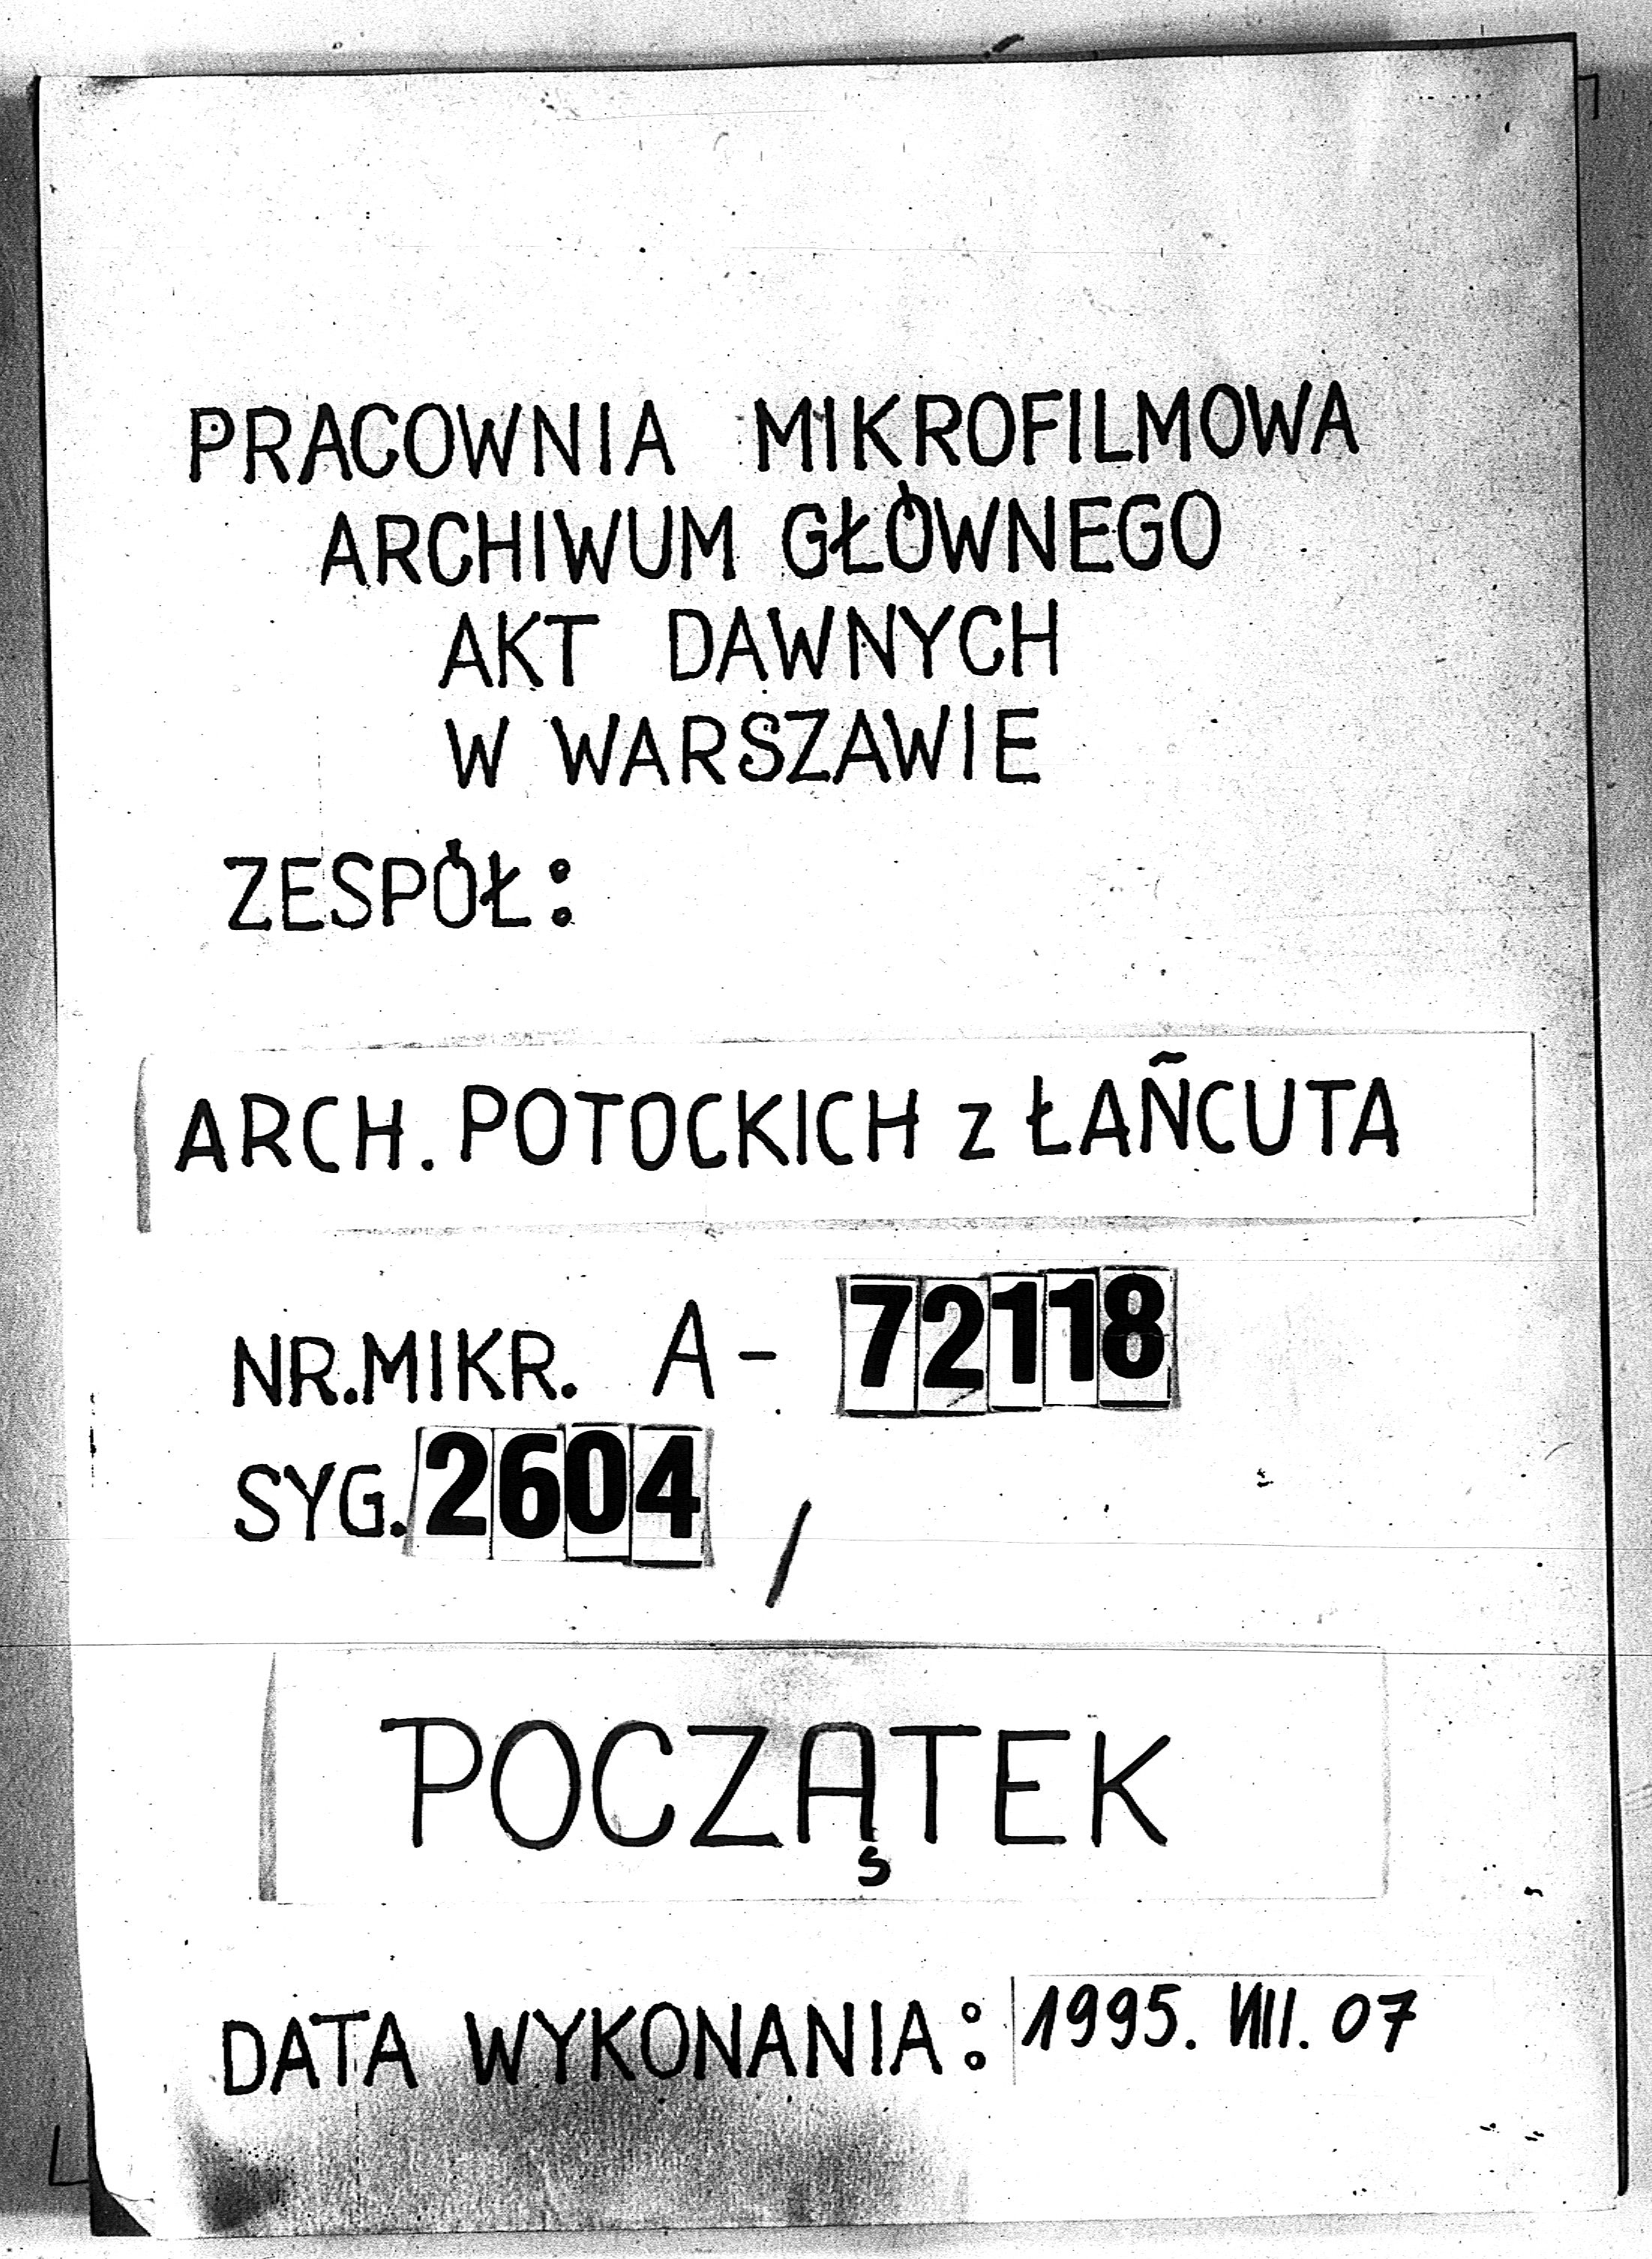 PRACOWNIA MIKROFILMOWA
ARCHIWUM GŁÓWNEGO
AKT DAWNYCH
W WARSZAWIE
ZESPÓŁ:
ARCH. POTOCKICH z ŁAŃCUTA
NR.MIKR. A- 72118
SYG. 2604 /
POCZĄTEK
DATA WYKONANIA: 1995. VIII. 07